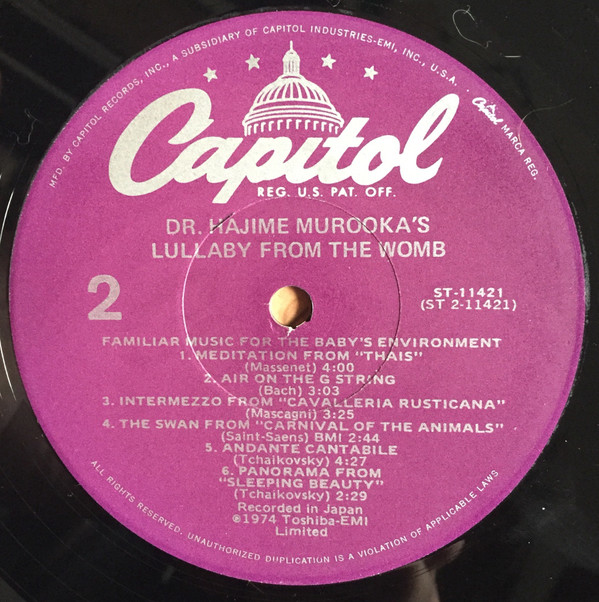 MFD. BY CAPITOL RECORDS, INC., A SUBSIDIARY OF CAPITOL INDUSTRIES-EMI, INC., U.S.A. · Capitol MARCA REG.
Capitol
REG. U.S. PAT. OFF.
DR. HAJIME MUROOKA'S
LULLABY FROM THE WOMB
2
ST-11421
(ST 2-11421)
FAMILIAR MUSIC FOR THE BABY'S ENVIRONMENT
1. MEDITATION FROM "THAIS"
(Massenet) 4:00
2. AIR ON THE G STRING
(Bach) 3:03
3. INTERMEZZO FROM "CAVALLERIA RUSTICANA"
(Mascagni) 3:25
4. THE SWAN FROM "CARNIVAL OF THE ANIMALS"
(Saint-Saens) BMI 2:44
5. ANDANTE CANTABILE
(Tchaikovsky) 4:27
6. PANORAMA FROM
"SLEEPING BEAUTY"
(Tchaikovsky) 2:29
Recorded in Japan
℗1974 Toshiba-EMI
Limited
ALL RIGHTS RESERVED. UNAUTHORIZED DUPLICATION IS A VIOLATION OF APPLICABLE LAWS